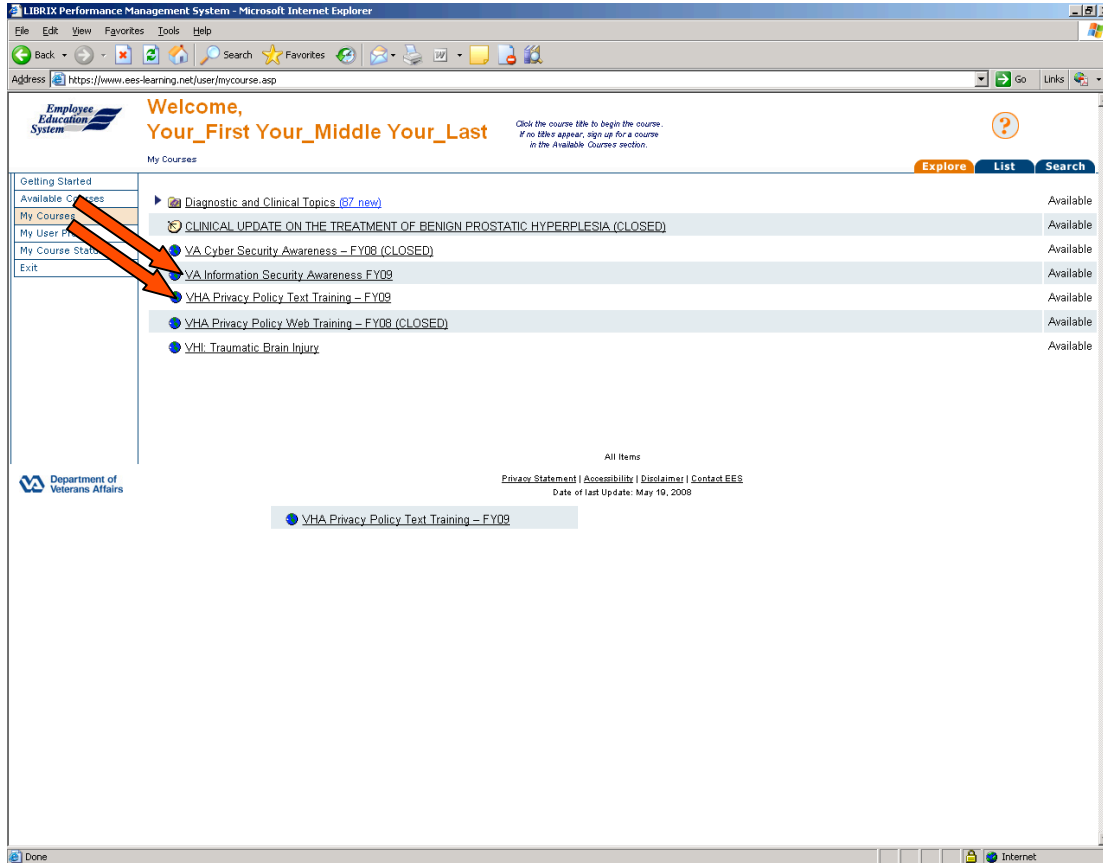 LIBRIX Performance Management System - Microsoft Internet Explorer
File Edit View Favorites Tools Help
Back Search Favorites
Address https://www.ees-learning.net/user/mycourse.asp Go Links
Employee
Education
System
Welcome,
Your_First Your_Middle Your_Last
Click the course title to begin the course.
If no titles appear, sign up for a course
in the Available Courses section.
?
My Courses
Explore List Search
Getting Started
Available Courses
My Courses
My User
My Course
Exit
Diagnostic and Clinical Topics (87 new) Available
CLINICAL UPDATE ON THE TREATMENT OF BENIGN PROSTATIC HYPERPLESIA (CLOSED) Available
VA Cyber Security Awareness – FY08 (CLOSED) Available
VA Information Security Awareness FY09 Available
VHA Privacy Policy Text Training – FY09 Available
VHA Privacy Policy Web Training – FY08 (CLOSED) Available
VHI: Traumatic Brain Injury Available
All Items
Department of
Veterans Affairs
Privacy Statement | Accessibility | Disclaimer | Contact EES
Date of last Update: May 19, 2008
VHA Privacy Policy Text Training – FY09
Done Internet